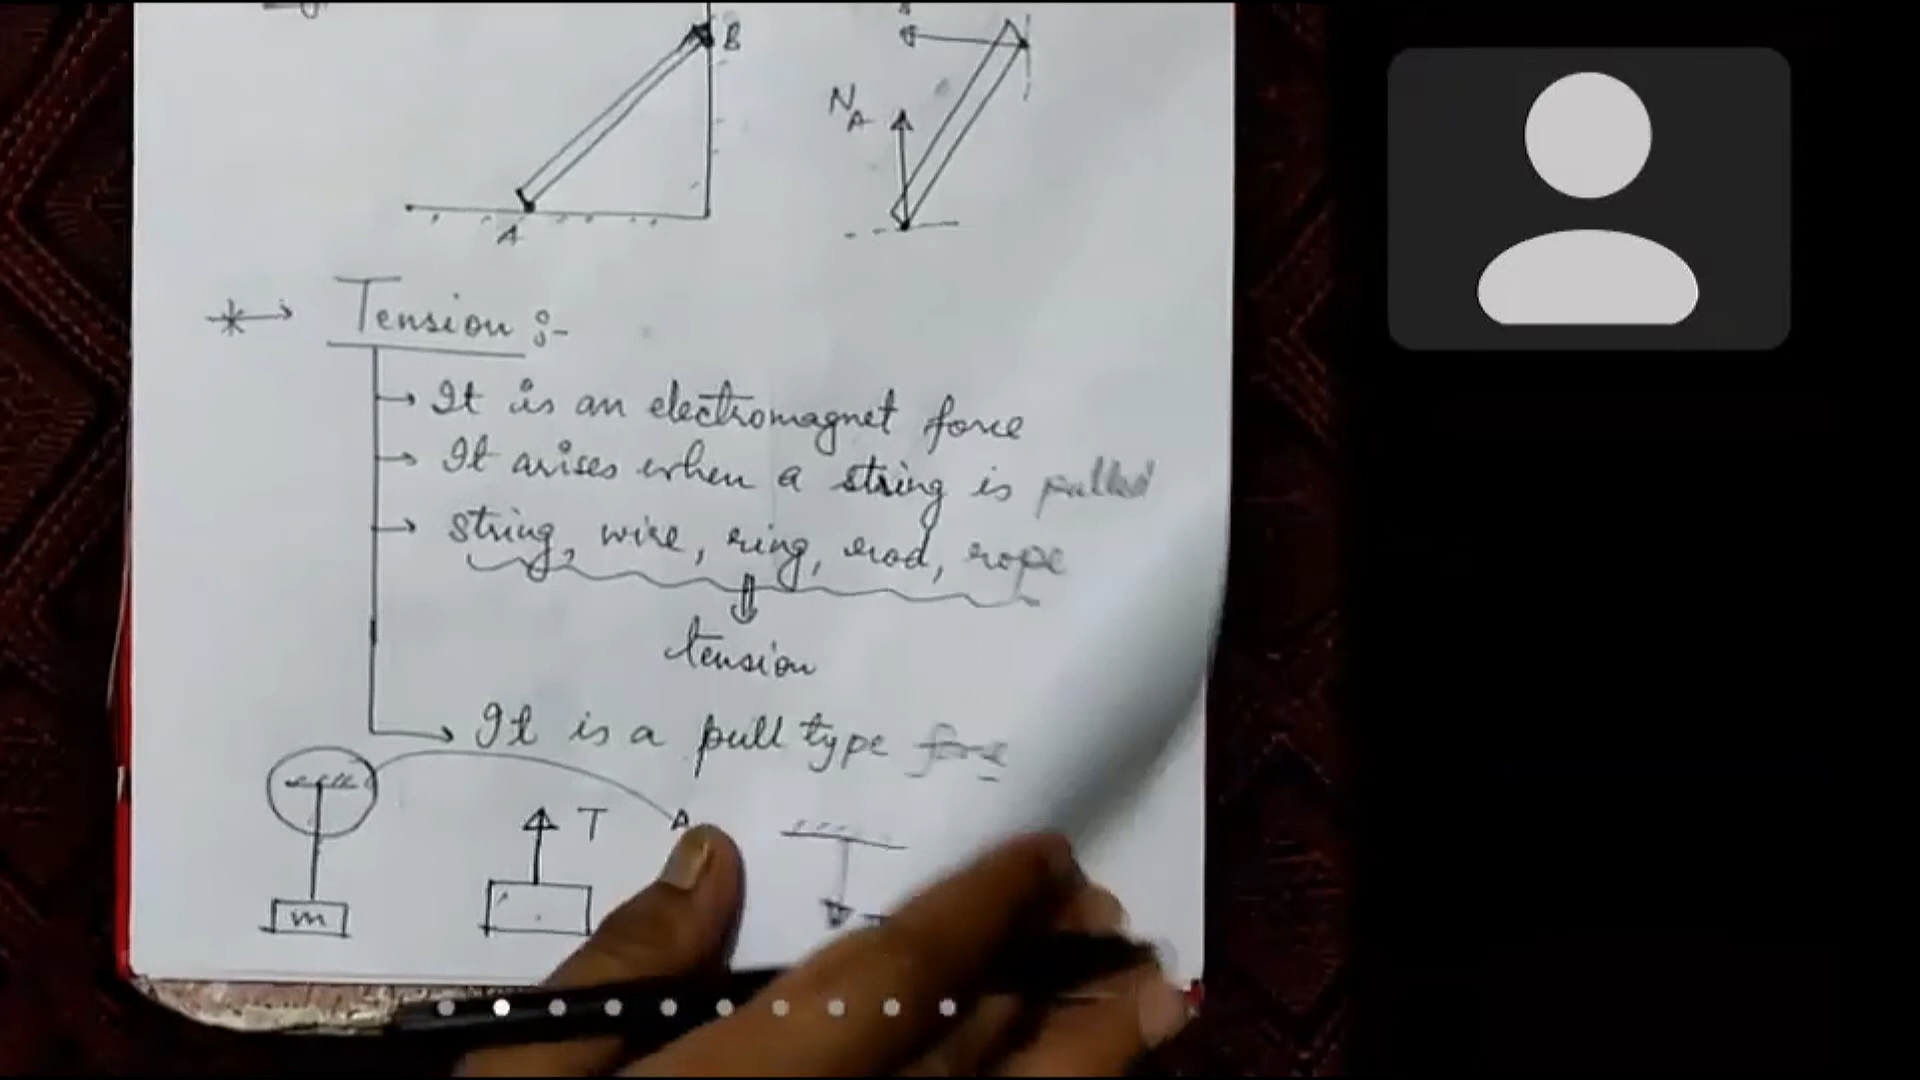 B
N_A
A
Tension :-
It is an electromagnet force
It arises when a string is pulled
string, wire, ring, rod, rope
tension
It is a pull type force
T
m